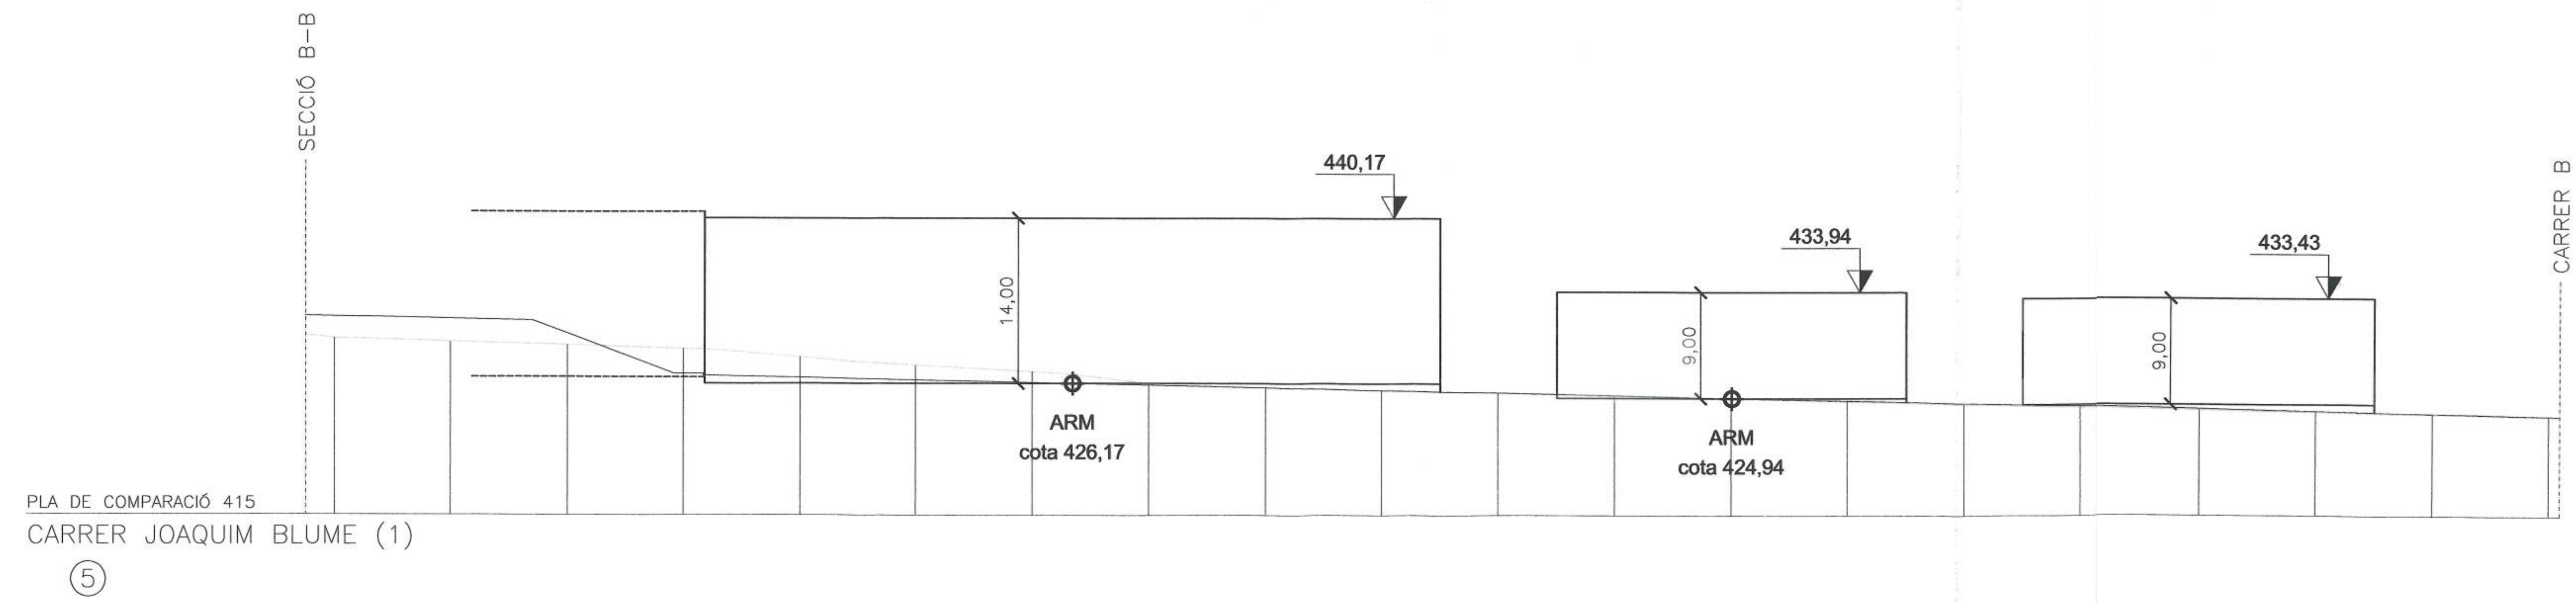 SECCIÓ B-B
440,17
433,94
433,43
CARRER B
14,00
9,00
9,00
ARM
cota 426,17
ARM
cota 424,94
PLA DE COMPARACIÓ 415
CARRER JOAQUIM BLUME (1)
5